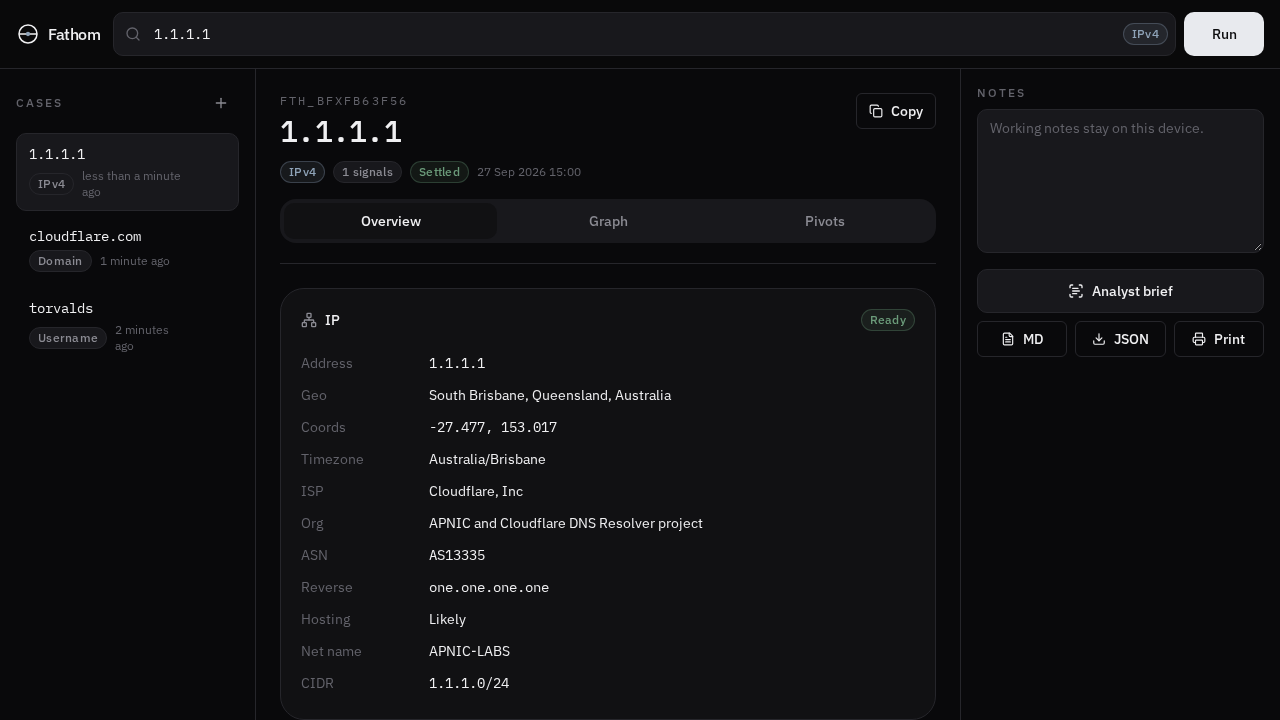 Fathom
1.1.1.1
IPv4
Run
CASES
1.1.1.1
IPv4
less than a minute
ago
cloudflare.com
Domain
1 minute ago
torvalds
Username
2 minutes
ago
FTH_BFXFB63F56
1.1.1.1
IPv4
1 signals
Settled
27 Sep 2026 15:00
Copy
Overview
Graph
Pivots
IP
Ready
Address 1.1.1.1
Geo South Brisbane, Queensland, Australia
Coords -27.477, 153.017
Timezone Australia/Brisbane
ISP Cloudflare, Inc
Org APNIC and Cloudflare DNS Resolver project
ASN AS13335
Reverse one.one.one.one
Hosting Likely
Net name APNIC-LABS
CIDR 1.1.1.0/24
NOTES
Working notes stay on this device.
Analyst brief
MD
JSON
Print